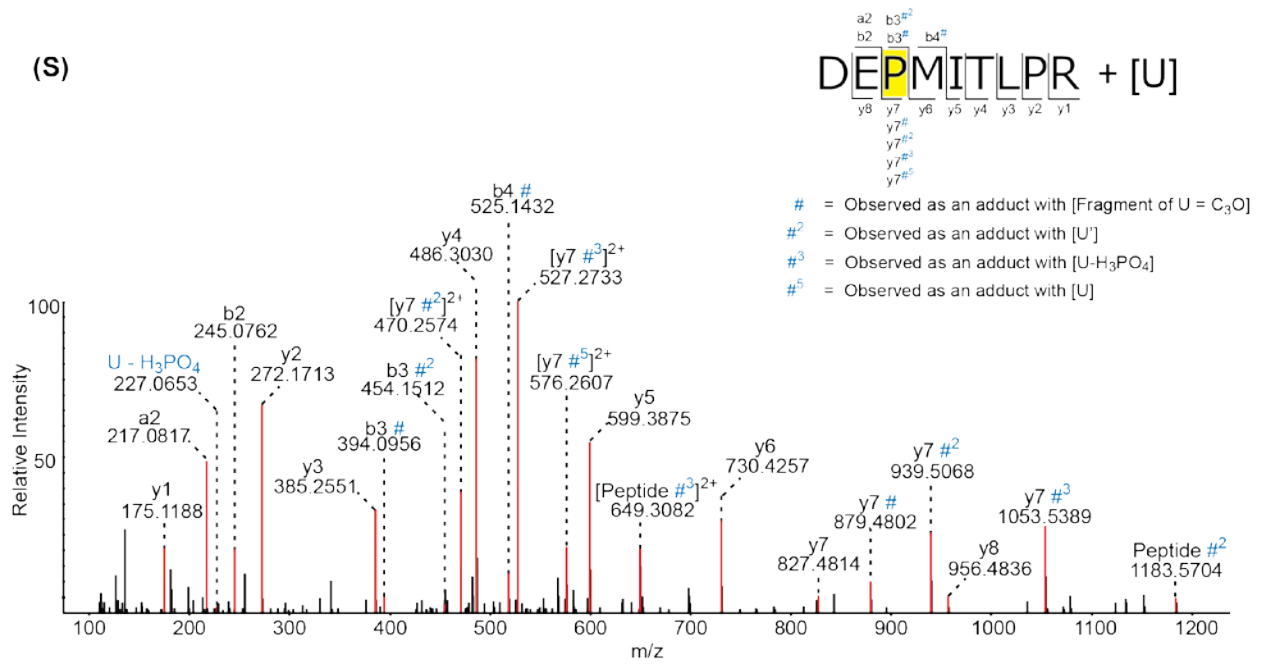 (S)
a2 b3#2
b2 b3# b4#
DEPMITLPR + [U]
y8 y7 y6 y5 y4 y3 y2 y1
y7#
y7#2
y7#3
y7#5
# = Observed as an adduct with [Fragment of U = C3O]
#2 = Observed as an adduct with [U']
#3 = Observed as an adduct with [U-H3PO4]
#5 = Observed as an adduct with [U]
b4 #
525.1432
y4
486.3030
[y7 #3]2+
527.2733
[y7 #2]2+
470.2574
b2
245.0762
y2
272.1713
U - H3PO4
227.0653
b3 #2
454.1512
[y7 #5]2+
576.2607
a2
217.0817
b3 #
394.0956
y5
599.3875
y1
175.1188
y3
385.2551
[Peptide #3]2+
649.3082
y6
730.4257
y7
827.4814
y7 #
879.4802
y7 #2
939.5068
y8
956.4836
y7 #3
1053.5389
Peptide #2
1183.5704
100
50
Relative Intensity
100 200 300 400 500 600 700 800 900 1000 1100 1200
m/z